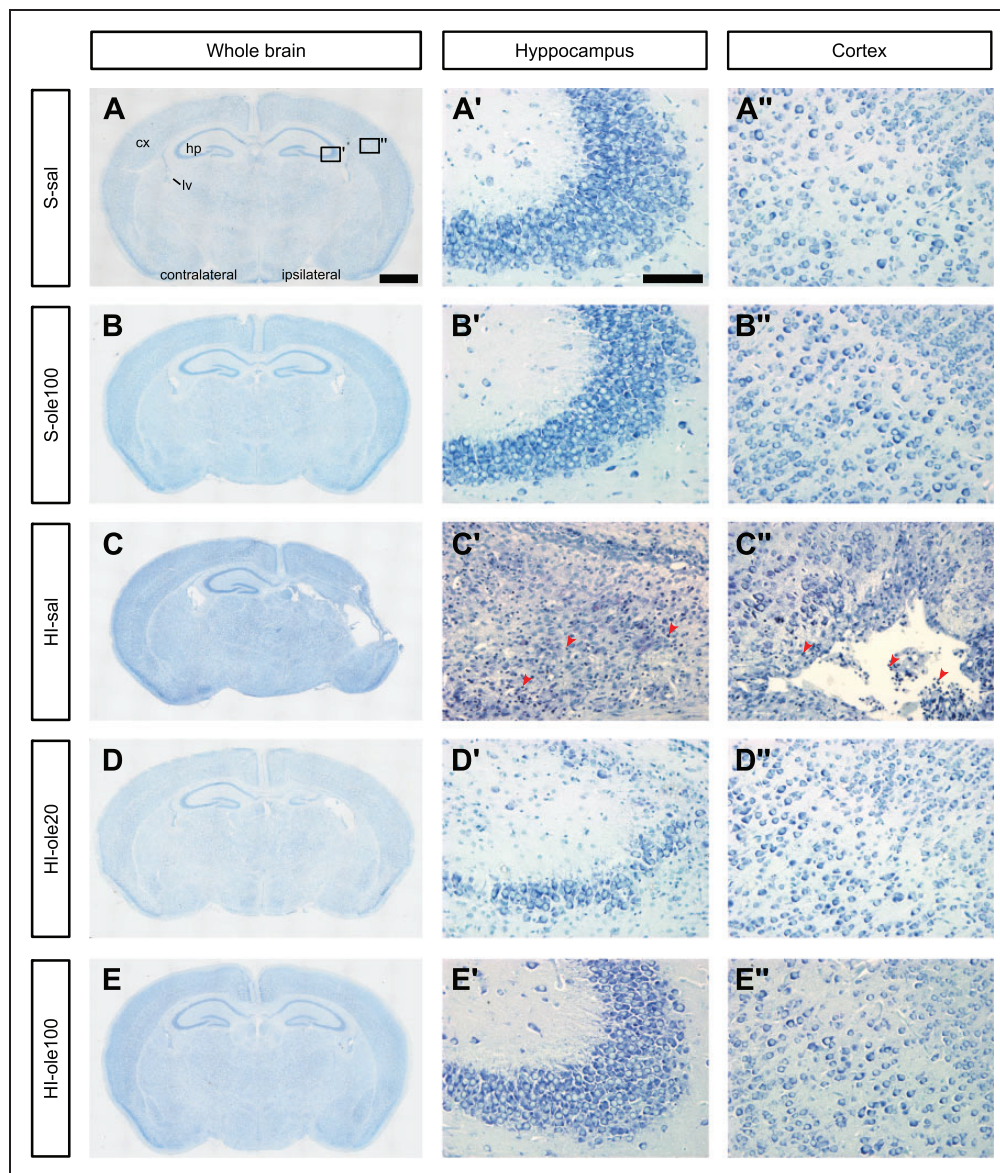 Whole brain
Hyppocampus
Cortex
S-sal
A
cx
hp
'
"
lv
contralateral
ipsilateral
A'
A"
S-ole100
B
B'
B"
HI-sal
C
C'
C"
HI-ole20
D
D'
D"
HI-ole100
E
E'
E"